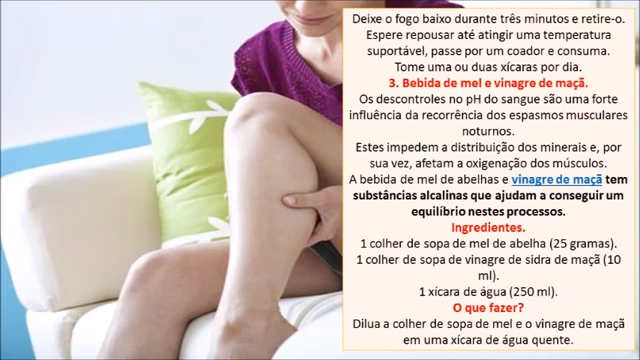 Deixe o fogo baixo durante três minutos e retire-o.
Espere repousar até atingir uma temperatura
suportável, passe por um coador e consuma.
Tome uma ou duas xícaras por dia.
3. Bebida de mel e vinagre de maçã.
Os descontroles no pH do sangue são uma forte
influência da recorrência dos espasmos musculares
noturnos.
Estes impedem a distribuição dos minerais e, por
sua vez, afetam a oxigenação dos músculos.
A bebida de mel de abelhas e vinagre de maçã tem
substâncias alcalinas que ajudam a conseguir um
equilíbrio nestes processos.
Ingredientes.
1 colher de sopa de mel de abelha (25 gramas).
1 colher de sopa de vinagre de sidra de maçã (10
ml).
1 xícara de água (250 ml).
O que fazer?
Dilua a colher de sopa de mel e o vinagre de maçã
em uma xícara de água quente.